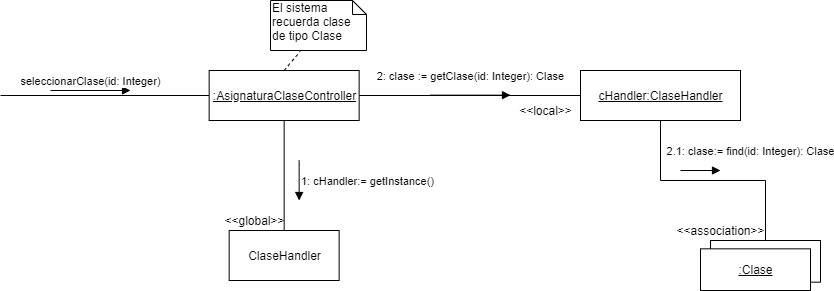 El sistema
recuerda clase
de tipo Clase
seleccionarClase(id: Integer)
:AsignaturaClaseController
2: clase := getClase(id: Integer): Clase
cHandler:ClaseHandler
<<local>>
2.1: clase:= find(id: Integer): Clase
1: cHandler:= getInstance()
<<global>>
ClaseHandler
<<association>>
:Clase